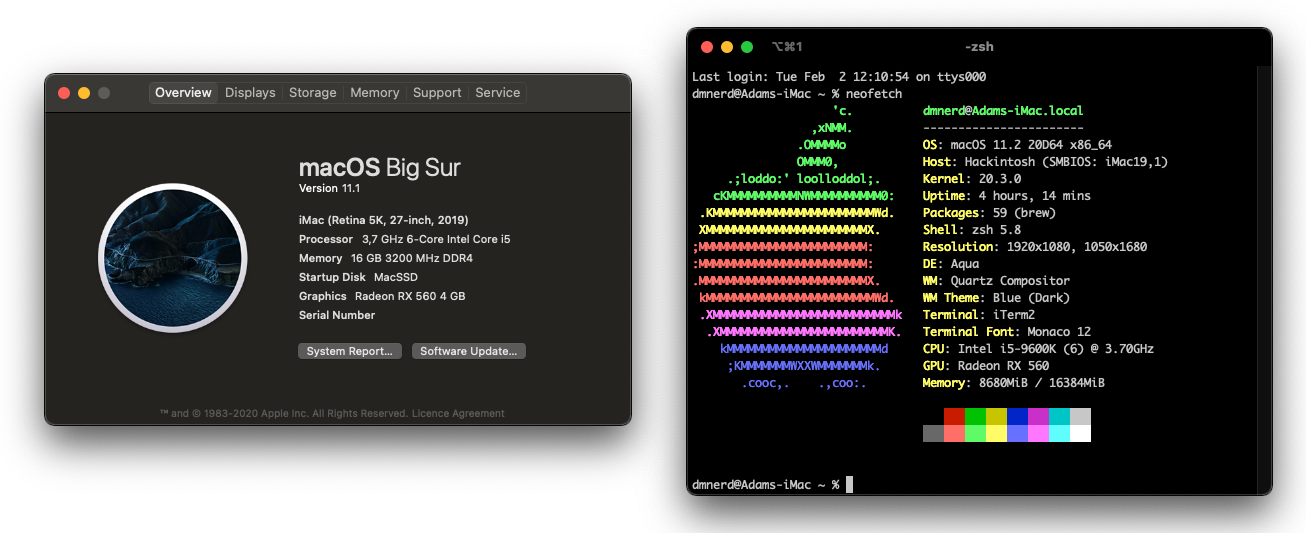 Overview Displays Storage Memory Support Service
macOS Big Sur
Version 11.1
iMac (Retina 5K, 27-inch, 2019)
Processor 3,7 GHz 6-Core Intel Core i5
Memory 16 GB 3200 MHz DDR4
Startup Disk MacSSD
Graphics Radeon RX 560 4 GB
Serial Number
System Report... Software Update...
™ and © 1983-2020 Apple Inc. All Rights Reserved. Licence Agreement
⌥⌘1 -zsh
Last login: Tue Feb  2 12:10:54 on ttys000
dmnerd@Adams-iMac ~ % neofetch
'c. dmnerd@Adams-iMac.local
,xNMM. -----------------------
.OMMMMo OS: macOS 11.2 20D64 x86_64
OMMM0, Host: Hackintosh (SMBIOS: iMac19,1)
.;loddo:' loolloddol;. Kernel: 20.3.0
cKMMMMMMMMMMNWMMMMMMMMMM0: Uptime: 4 hours, 14 mins
.KMMMMMMMMMMMMMMMMMMMMMMMWd. Packages: 59 (brew)
XMMMMMMMMMMMMMMMMMMMMMMMX. Shell: zsh 5.8
;MMMMMMMMMMMMMMMMMMMMMMMM: Resolution: 1920x1080, 1050x1680
:MMMMMMMMMMMMMMMMMMMMMMMM: DE: Aqua
.MMMMMMMMMMMMMMMMMMMMMMMMX. WM: Quartz Compositor
kMMMMMMMMMMMMMMMMMMMMMMMMWd. WM Theme: Blue (Dark)
.XMMMMMMMMMMMMMMMMMMMMMMMMMMk Terminal: iTerm2
.XMMMMMMMMMMMMMMMMMMMMMMMMK. Terminal Font: Monaco 12
kMMMMMMMMMMMMMMMMMMMMMMd CPU: Intel i5-9600K (6) @ 3.70GHz
;KMMMMMMMWXXWMMMMMMMk. GPU: Radeon RX 560
.cooc,. .,coo:. Memory: 8680MiB / 16384MiB
dmnerd@Adams-iMac ~ %